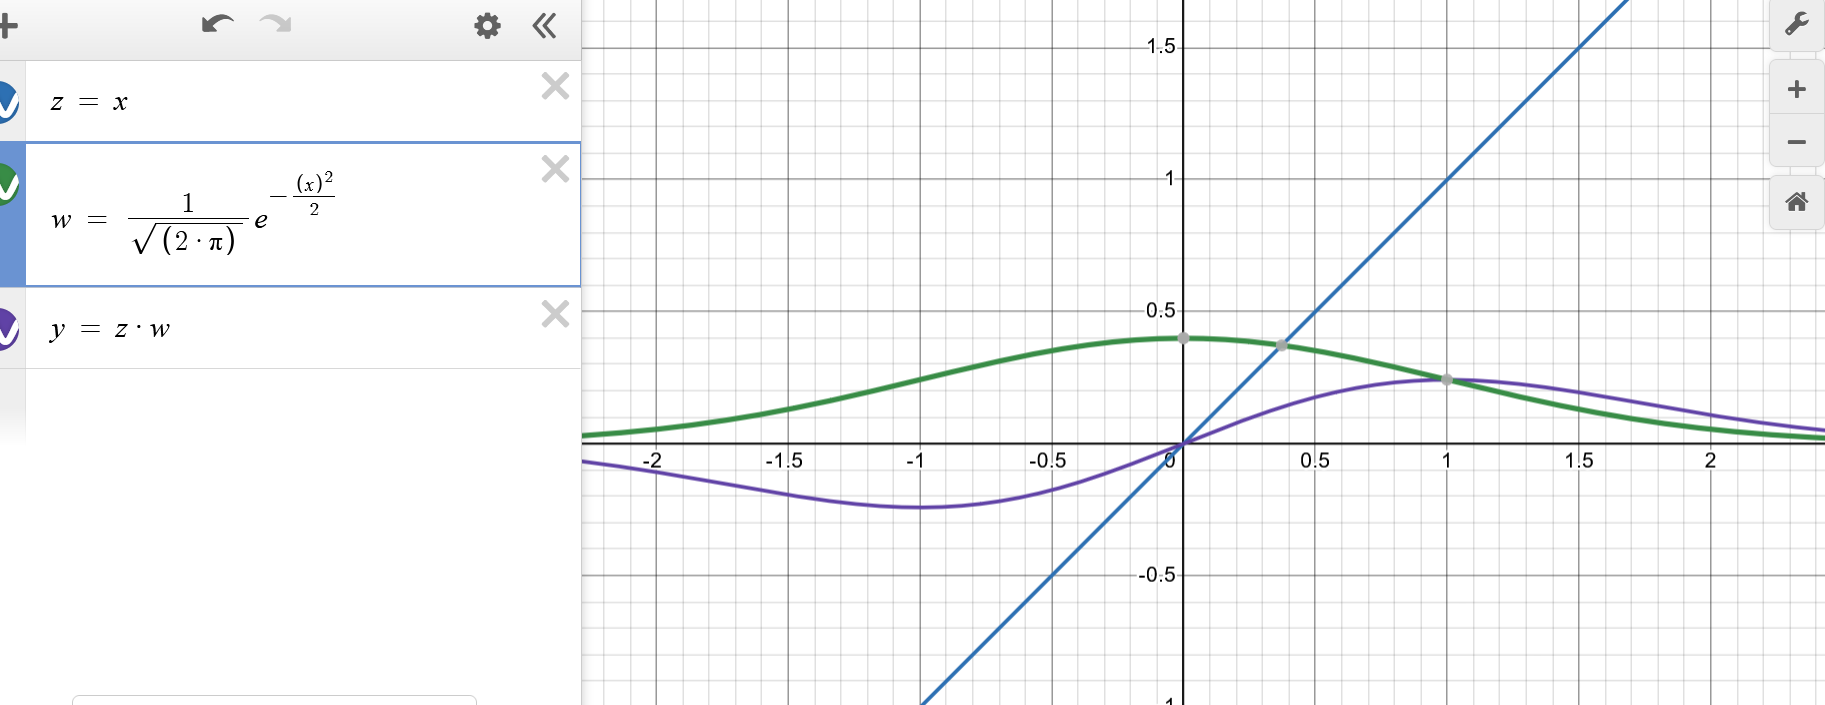 z = x
w = 1/√(2 · π) e^(-(x)²/2)
y = z · w
1.5
1
0.5
-2 -1.5 -1 -0.5 0 0.5 1 1.5 2
-0.5